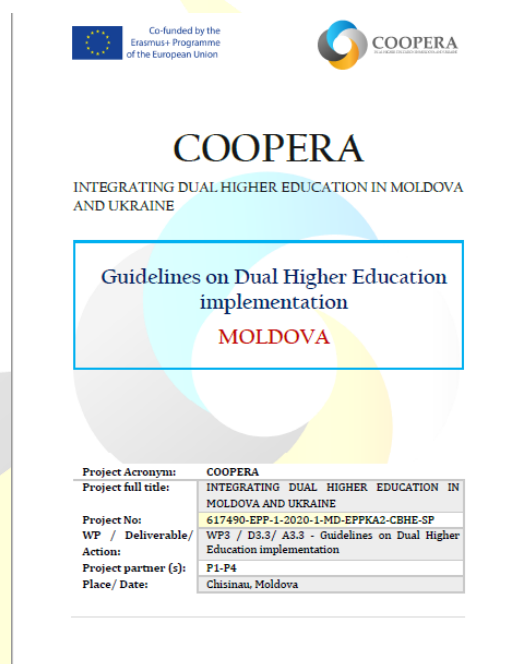 Co-funded by the
Erasmus+ Programme
of the European Union
COOPERA
COOPERA
INTEGRATING DUAL HIGHER EDUCATION IN MOLDOVA
AND UKRAINE
Guidelines on Dual Higher Education
implementation
MOLDOVA
Project Acronym: COOPERA
Project full title: INTEGRATING DUAL HIGHER EDUCATION IN
MOLDOVA AND UKRAINE
Project No: 617490-EPP-1-2020-1-MD-EPPKA2-CBHE-SP
WP / Deliverable/ WP3 / D3.3/ A3.3 - Guidelines on Dual Higher
Action: Education implementation
Project partner (s): P1-P4
Place/ Date: Chisinau, Moldova